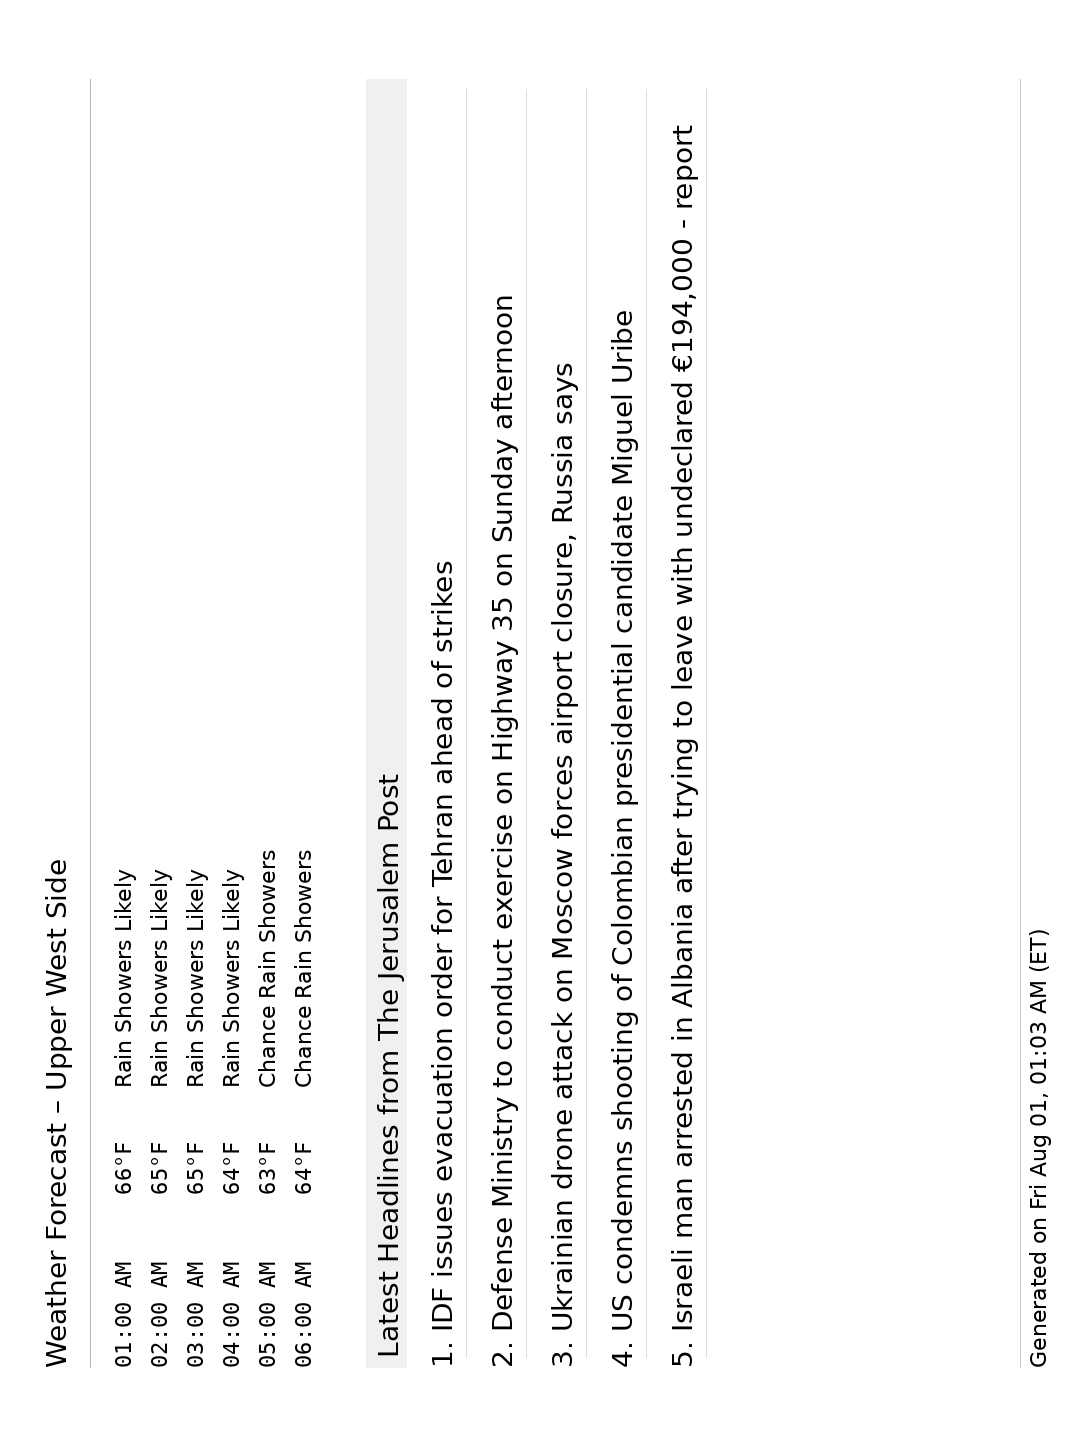 Weather Forecast – Upper West Side
01:00 AM 66°F Rain Showers Likely
02:00 AM 65°F Rain Showers Likely
03:00 AM 65°F Rain Showers Likely
04:00 AM 64°F Rain Showers Likely
05:00 AM 63°F Chance Rain Showers
06:00 AM 64°F Chance Rain Showers
Latest Headlines from The Jerusalem Post
1. IDF issues evacuation order for Tehran ahead of strikes
2. Defense Ministry to conduct exercise on Highway 35 on Sunday afternoon
3. Ukrainian drone attack on Moscow forces airport closure, Russia says
4. US condemns shooting of Colombian presidential candidate Miguel Uribe
5. Israeli man arrested in Albania after trying to leave with undeclared €194,000 - report
Generated on Fri Aug 01, 01:03 AM (ET)